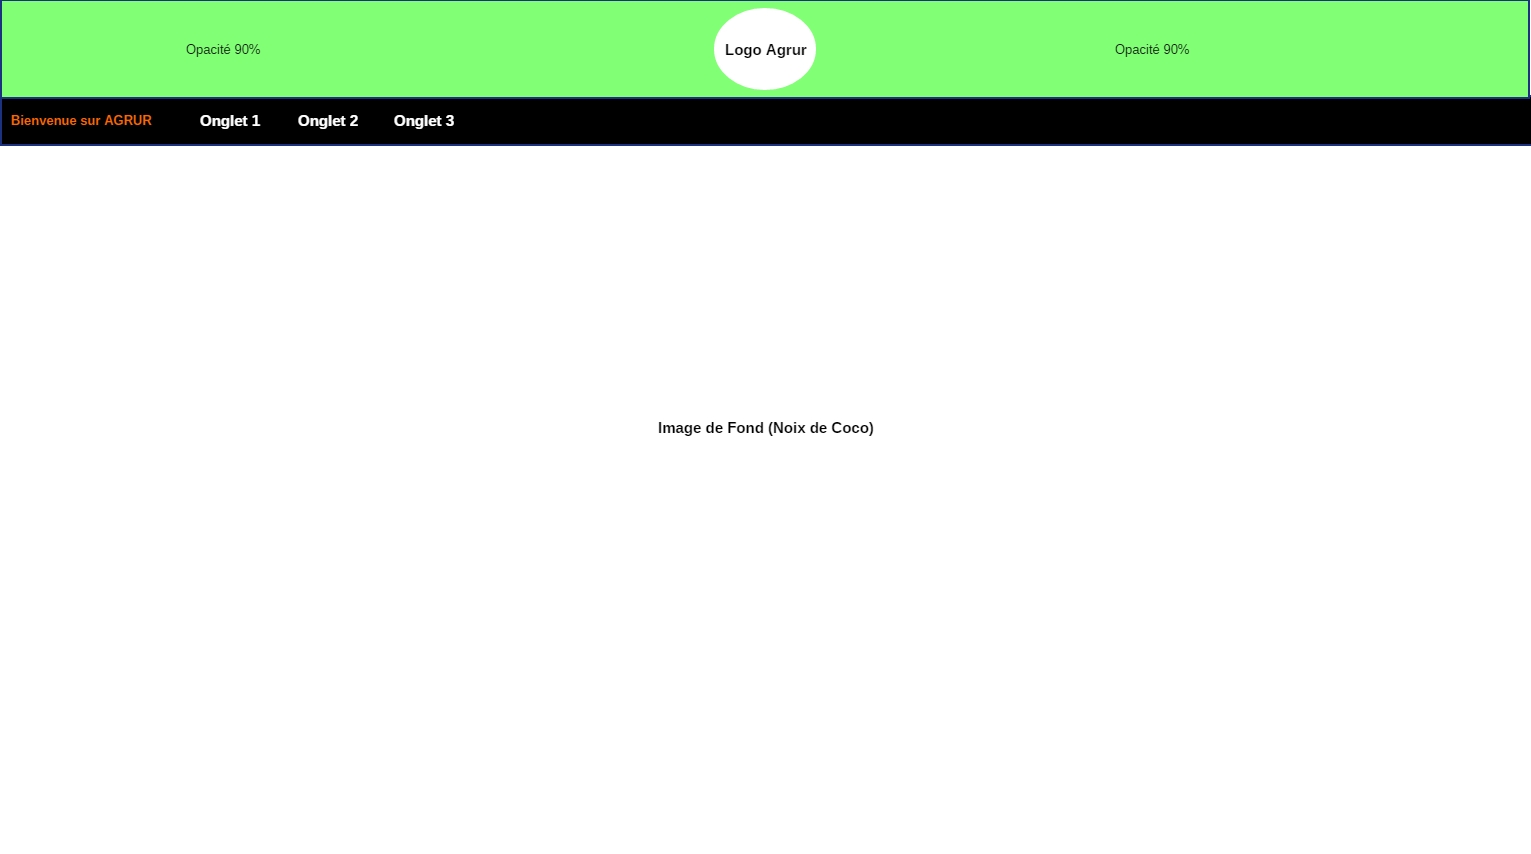 Opacité 90%
Logo Agrur
Opacité 90%
Bienvenue sur AGRUR
Onglet 1
Onglet 2
Onglet 3
Image de Fond (Noix de Coco)